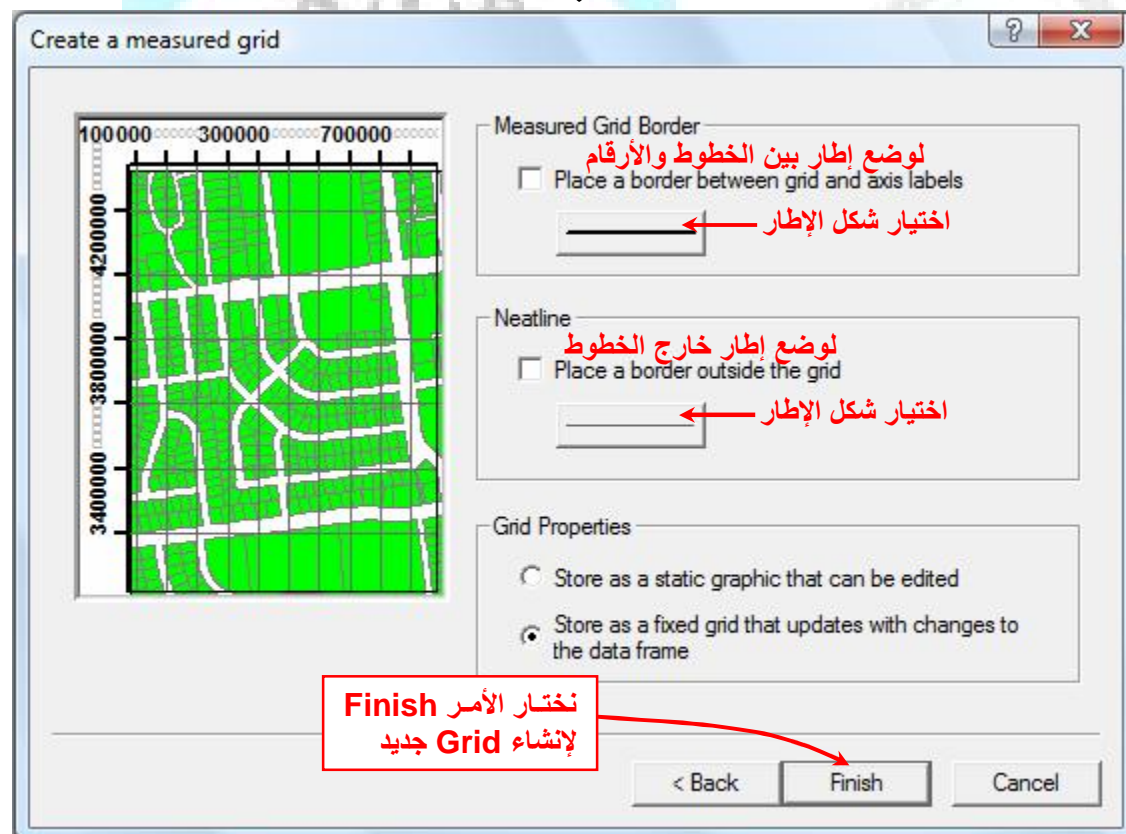 Create a measured grid
100000 300000 700000
4200000
3800000
3400000
Measured Grid Border
لوضع إطار بين الخطوط والأرقام
Place a border between grid and axis labels
اختيار شكل الإطار
Neatline
لوضع إطار خارج الخطوط
Place a border outside the grid
اختيار شكل الإطار
Grid Properties
Store as a static graphic that can be edited
Store as a fixed grid that updates with changes to
the data frame
نختار الأمر Finish
لإنشاء Grid جديد
< Back Finish Cancel